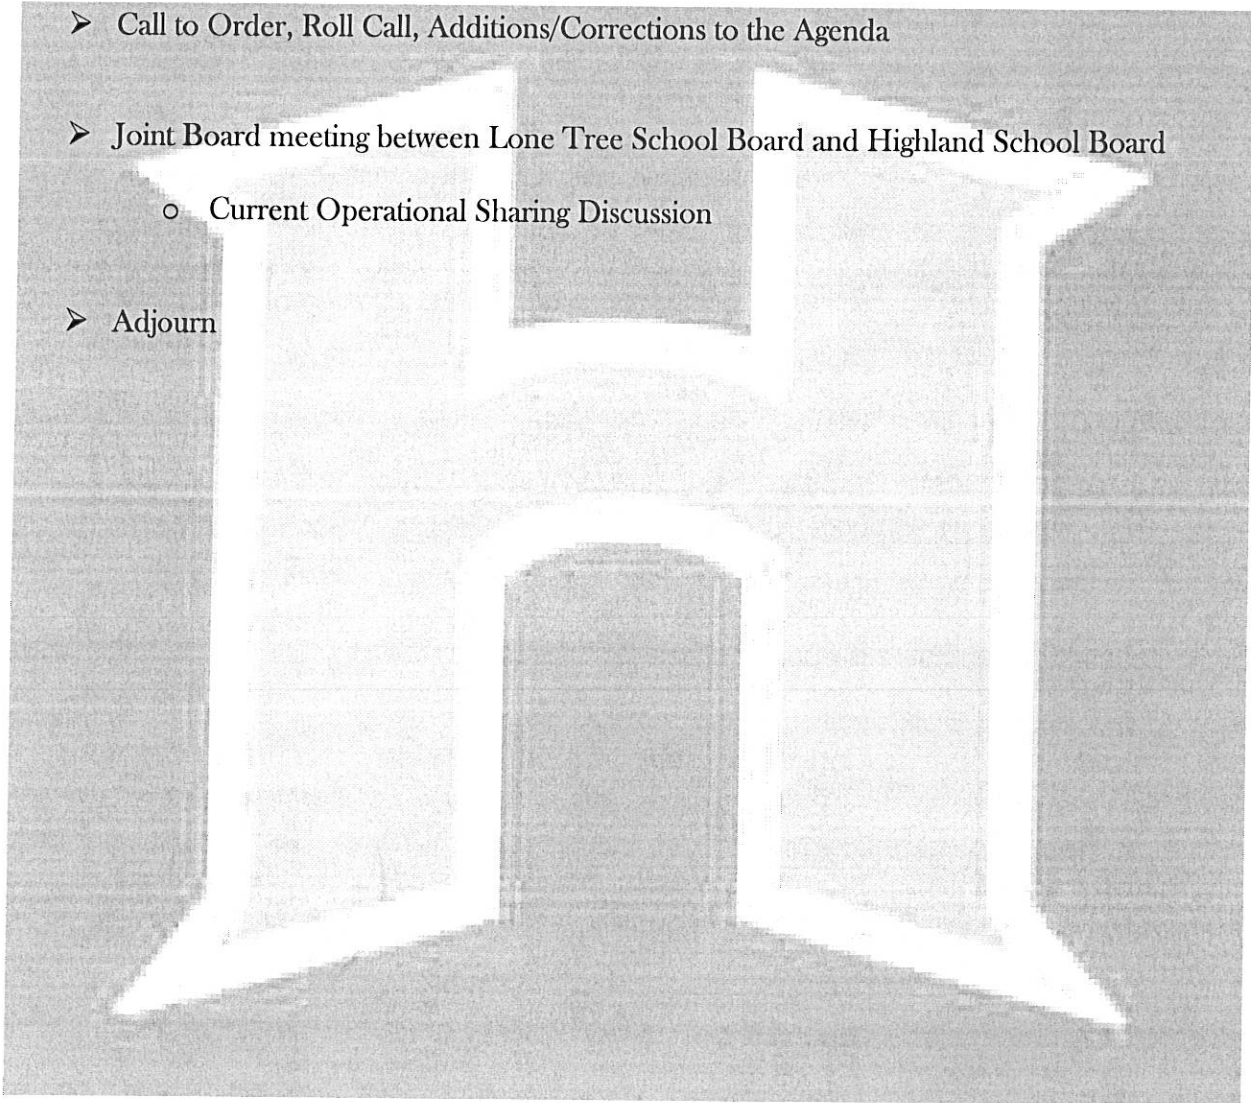 ➤ Call to Order, Roll Call, Additions/Corrections to the Agenda
➤ Joint Board meeting between Lone Tree School Board and Highland School Board
o Current Operational Sharing Discussion
➤ Adjourn
H